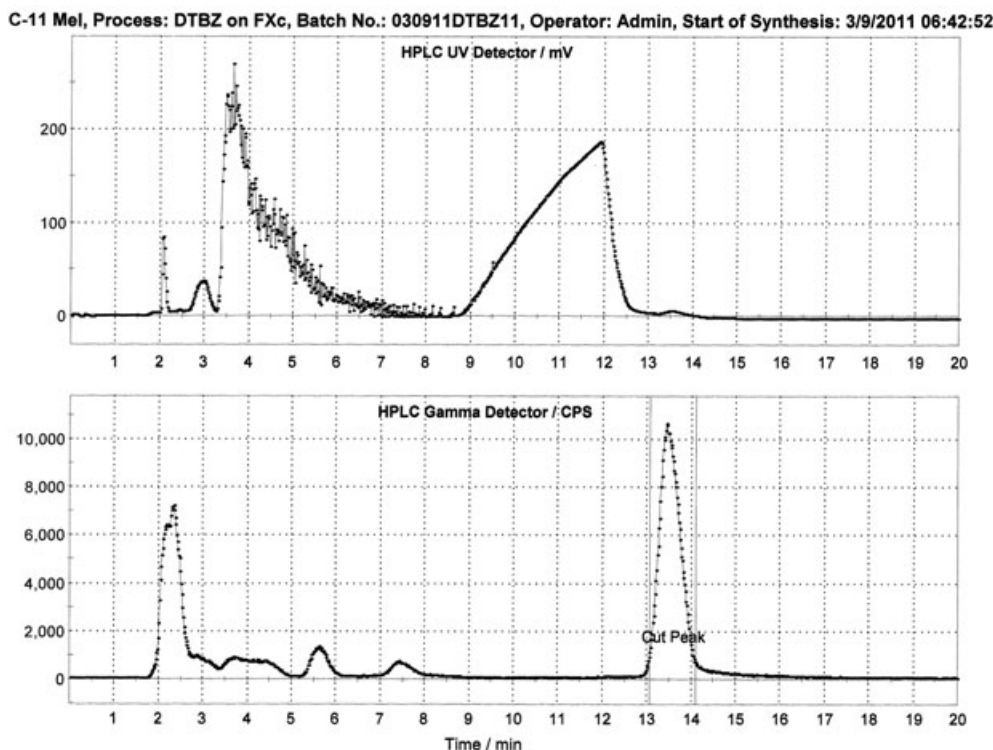 C-11 MeI, Process: DTBZ on FXc, Batch No.: 030911DTBZ11, Operator: Admin, Start of Synthesis: 3/9/2011 06:42:52
HPLC UV Detector / mV
200
100
0
1 2 3 4 5 6 7 8 9 10 11 12 13 14 15 16 17 18 19 20
HPLC Gamma Detector / CPS
10,000
8,000
6,000
4,000
2,000
Cut Peak
0
1 2 3 4 5 6 7 8 9 10 11 12 13 14 15 16 17 18 19 20
Time / min